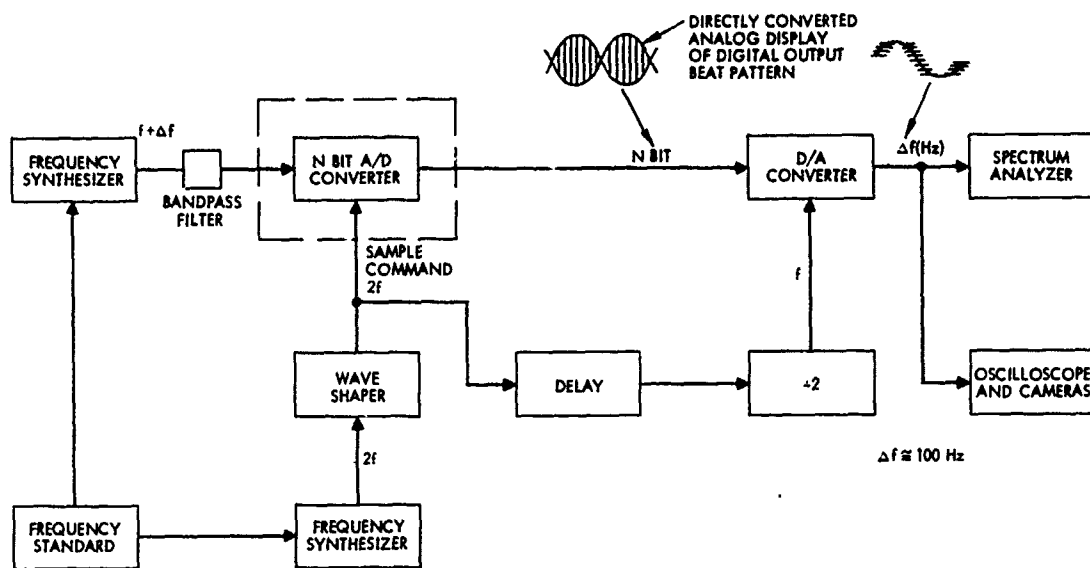 DIRECTLY CONVERTED
ANALOG DISPLAY
OF DIGITAL OUTPUT
BEAT PATTERN
f + Δf
FREQUENCY
SYNTHESIZER
BANDPASS
FILTER
N BIT A/D
CONVERTER
N BIT
D/A
CONVERTER
Δf(Hz)
SPECTRUM
ANALYZER
SAMPLE
COMMAND
2f
f
WAVE
SHAPER
DELAY
÷2
OSCILLOSCOPE
AND CAMERAS
2f
Δf ≅ 100 Hz
FREQUENCY
STANDARD
FREQUENCY
SYNTHESIZER